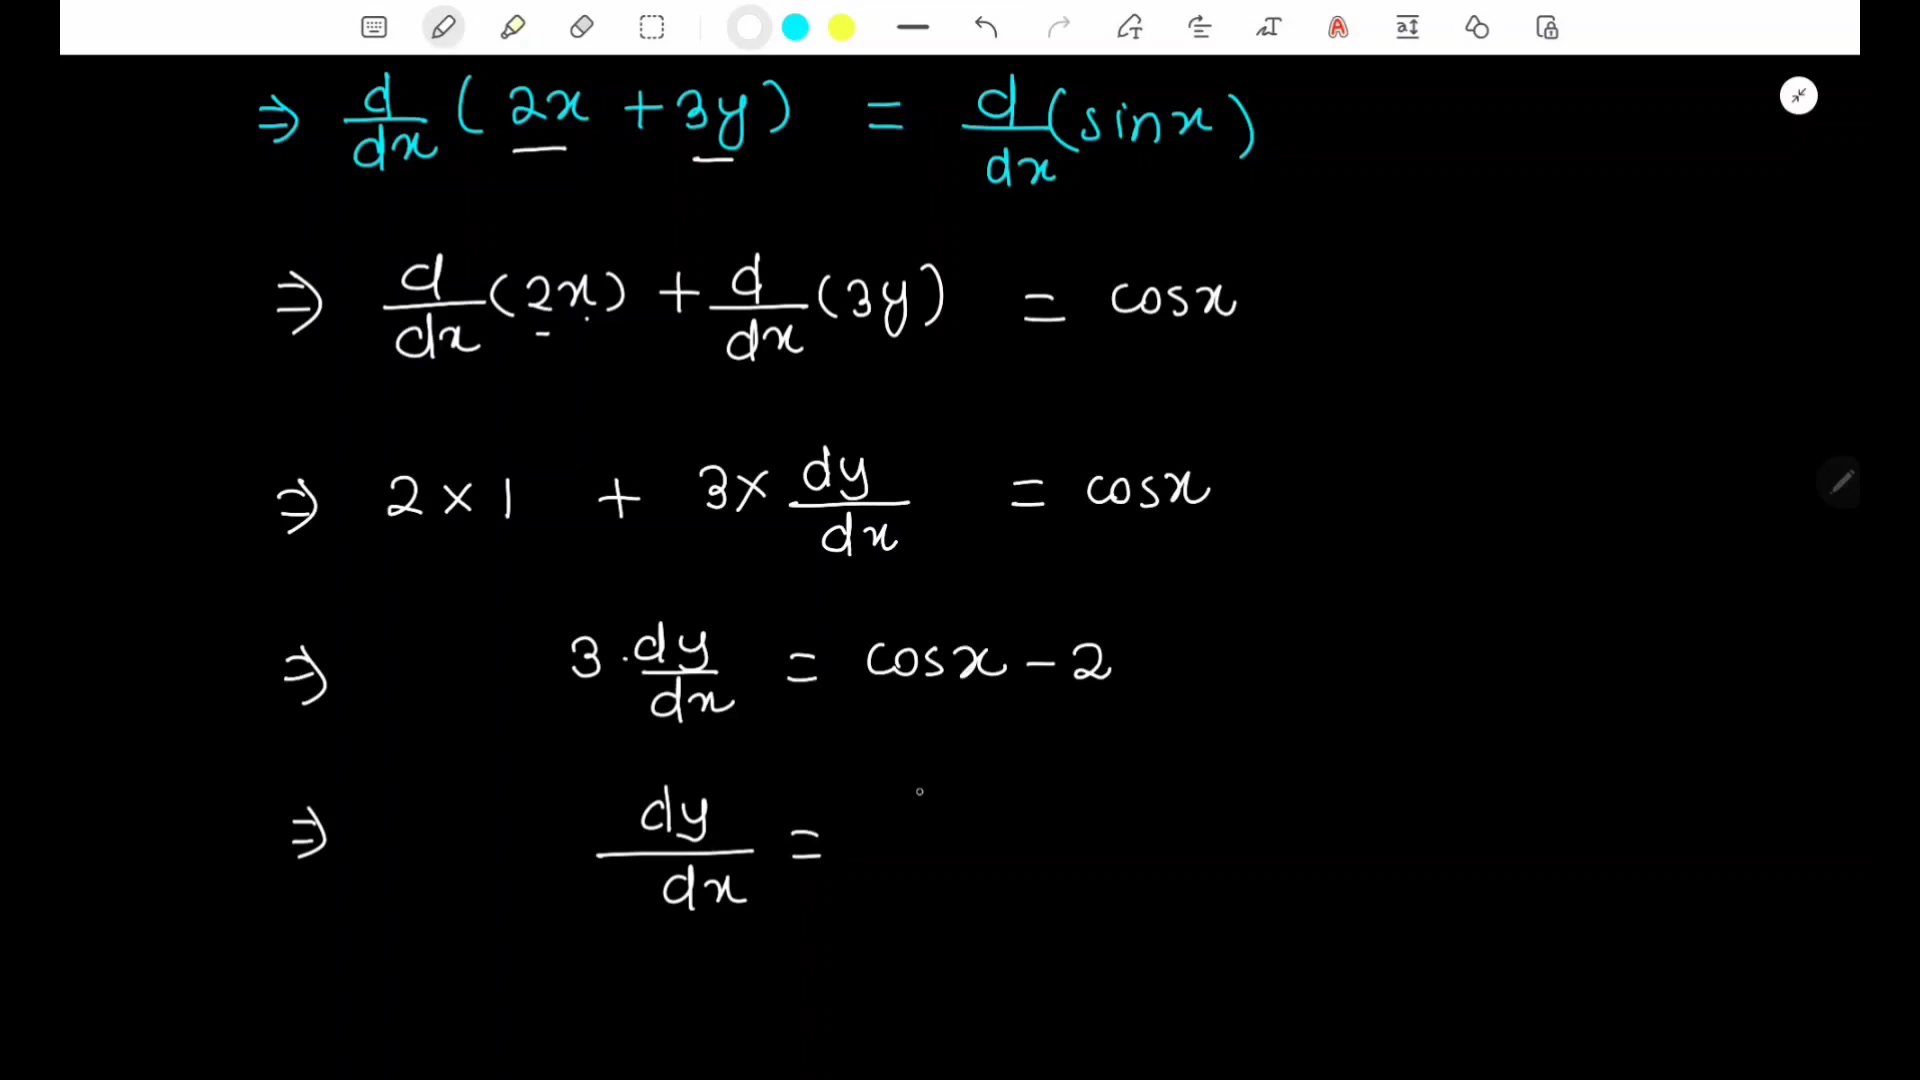 ⇒ d/dx (2x + 3y) = d/dx (sinx)
⇒ d/dx (2x) + d/dx (3y) = cosx
⇒ 2 × 1 + 3 × dy/dx = cosx
⇒ 3 · dy/dx = cosx − 2
⇒ dy/dx =